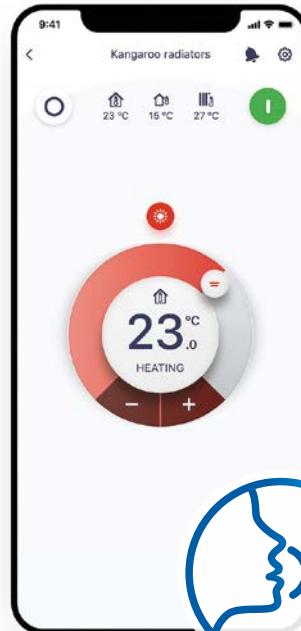 9:41
Kangaroo radiators
23 °C 15 °C 27 °C
23.0 °C
HEATING
− +